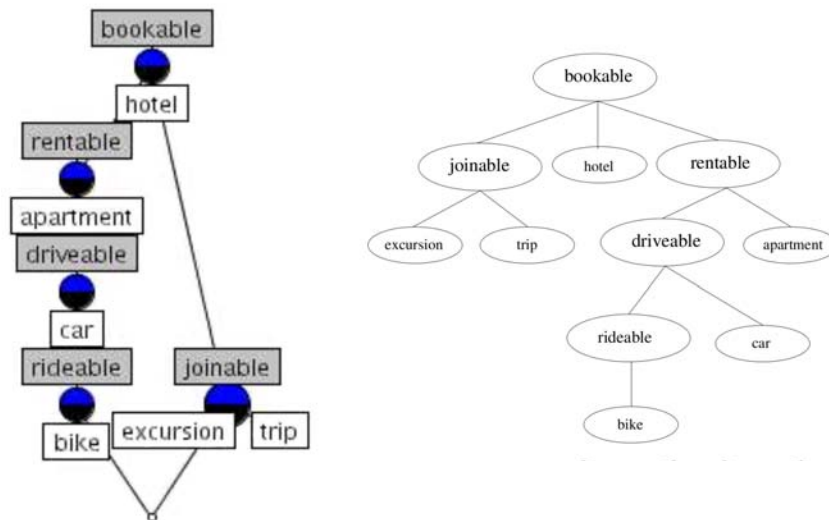 bookable
hotel
rentable
apartment
driveable
car
rideable
joinable
bike
excursion
trip
bookable
joinable
hotel
rentable
excursion
trip
driveable
apartment
rideable
car
bike